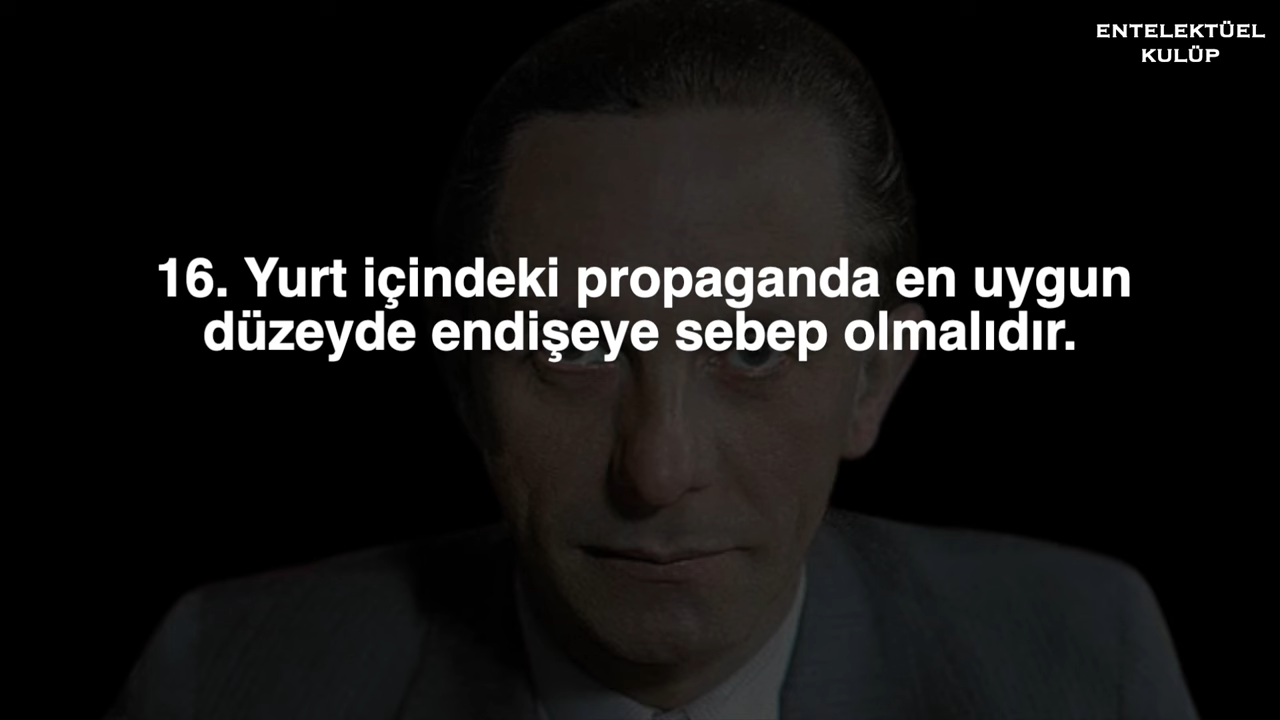 ENTELEKTÜEL
KULÜP
16. Yurt içindeki propaganda en uygun
düzeyde endişeye sebep olmalıdır.